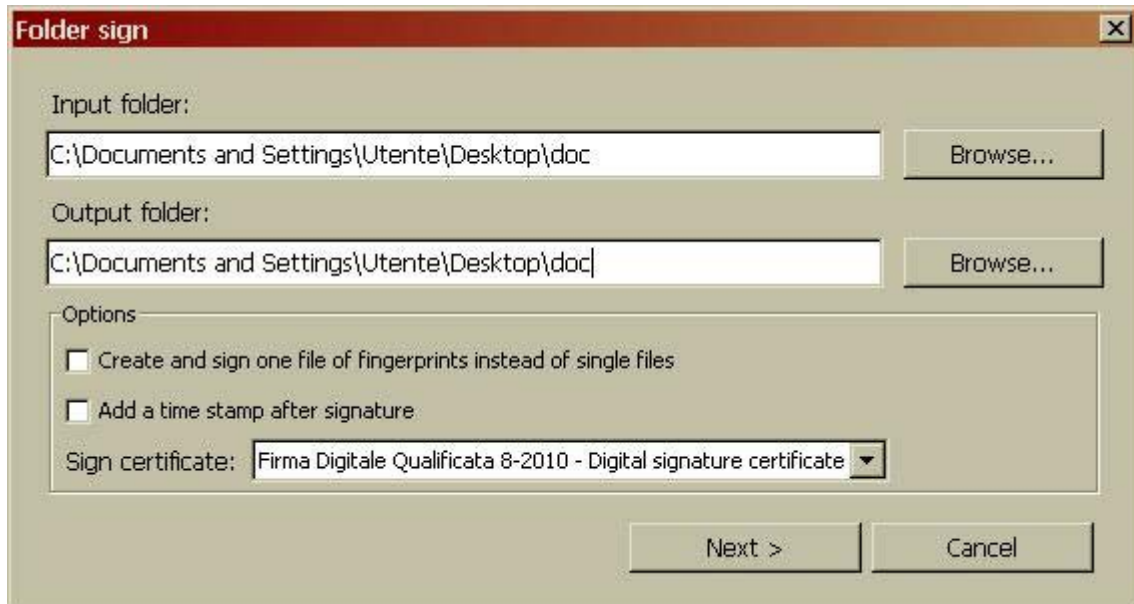 Folder sign
Input folder:
C:\Documents and Settings\Utente\Desktop\doc
Browse...
Output folder:
C:\Documents and Settings\Utente\Desktop\doc
Browse...
Options
Create and sign one file of fingerprints instead of single files
Add a time stamp after signature
Sign certificate:
Firma Digitale Qualificata 8-2010 - Digital signature certificate
Next >
Cancel